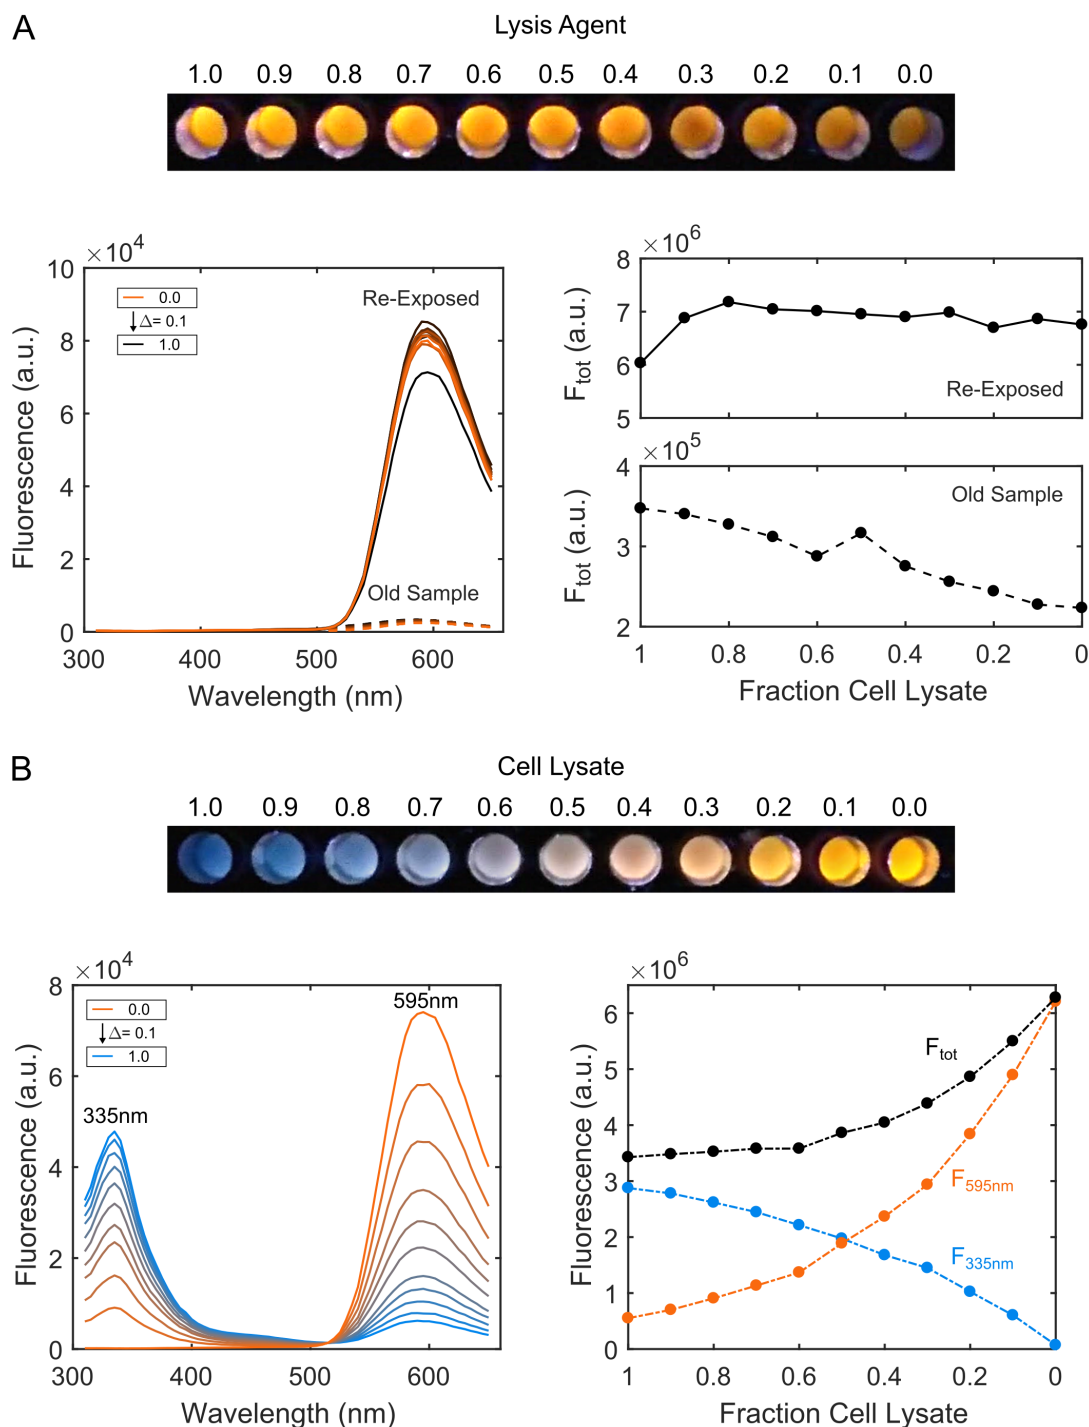 A
Lysis Agent
1.0 0.9 0.8 0.7 0.6 0.5 0.4 0.3 0.2 0.1 0.0
×10⁴
10
8
6
4
2
0
300 400 500 600
Fluorescence (a.u.)
Wavelength (nm)
0.0
Δ= 0.1
1.0
Re-Exposed
Old Sample
×10⁶
8
7
6
5
F_tot (a.u.)
Re-Exposed
×10⁵
4
3
2
F_tot (a.u.)
Old Sample
1 0.8 0.6 0.4 0.2 0
Fraction Cell Lysate
B
Cell Lysate
1.0 0.9 0.8 0.7 0.6 0.5 0.4 0.3 0.2 0.1 0.0
×10⁴
8
6
4
2
0
300 400 500 600
Fluorescence (a.u.)
Wavelength (nm)
0.0
Δ= 0.1
1.0
335nm
595nm
×10⁶
6
5
4
3
2
1
0
Fluorescence (a.u.)
F_tot
F_595nm
F_335nm
1 0.8 0.6 0.4 0.2 0
Fraction Cell Lysate